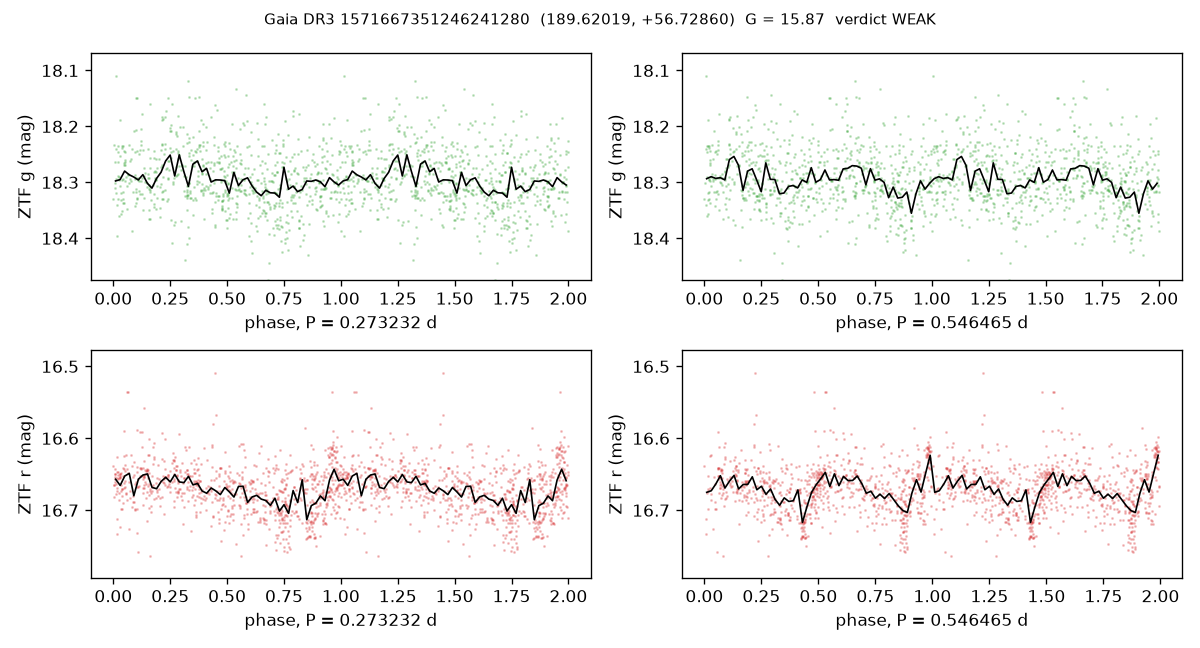 Gaia DR3 1571667351246241280 (189.62019, +56.72860) G = 15.87 verdict WEAK
ZTF g (mag)
18.1
18.2
18.3
18.4
0.00 0.25 0.50 0.75 1.00 1.25 1.50 1.75 2.00
phase, P = 0.273232 d
ZTF g (mag)
18.1
18.2
18.3
18.4
0.00 0.25 0.50 0.75 1.00 1.25 1.50 1.75 2.00
phase, P = 0.546465 d
ZTF r (mag)
16.5
16.6
16.7
0.00 0.25 0.50 0.75 1.00 1.25 1.50 1.75 2.00
phase, P = 0.273232 d
ZTF r (mag)
16.5
16.6
16.7
0.00 0.25 0.50 0.75 1.00 1.25 1.50 1.75 2.00
phase, P = 0.546465 d